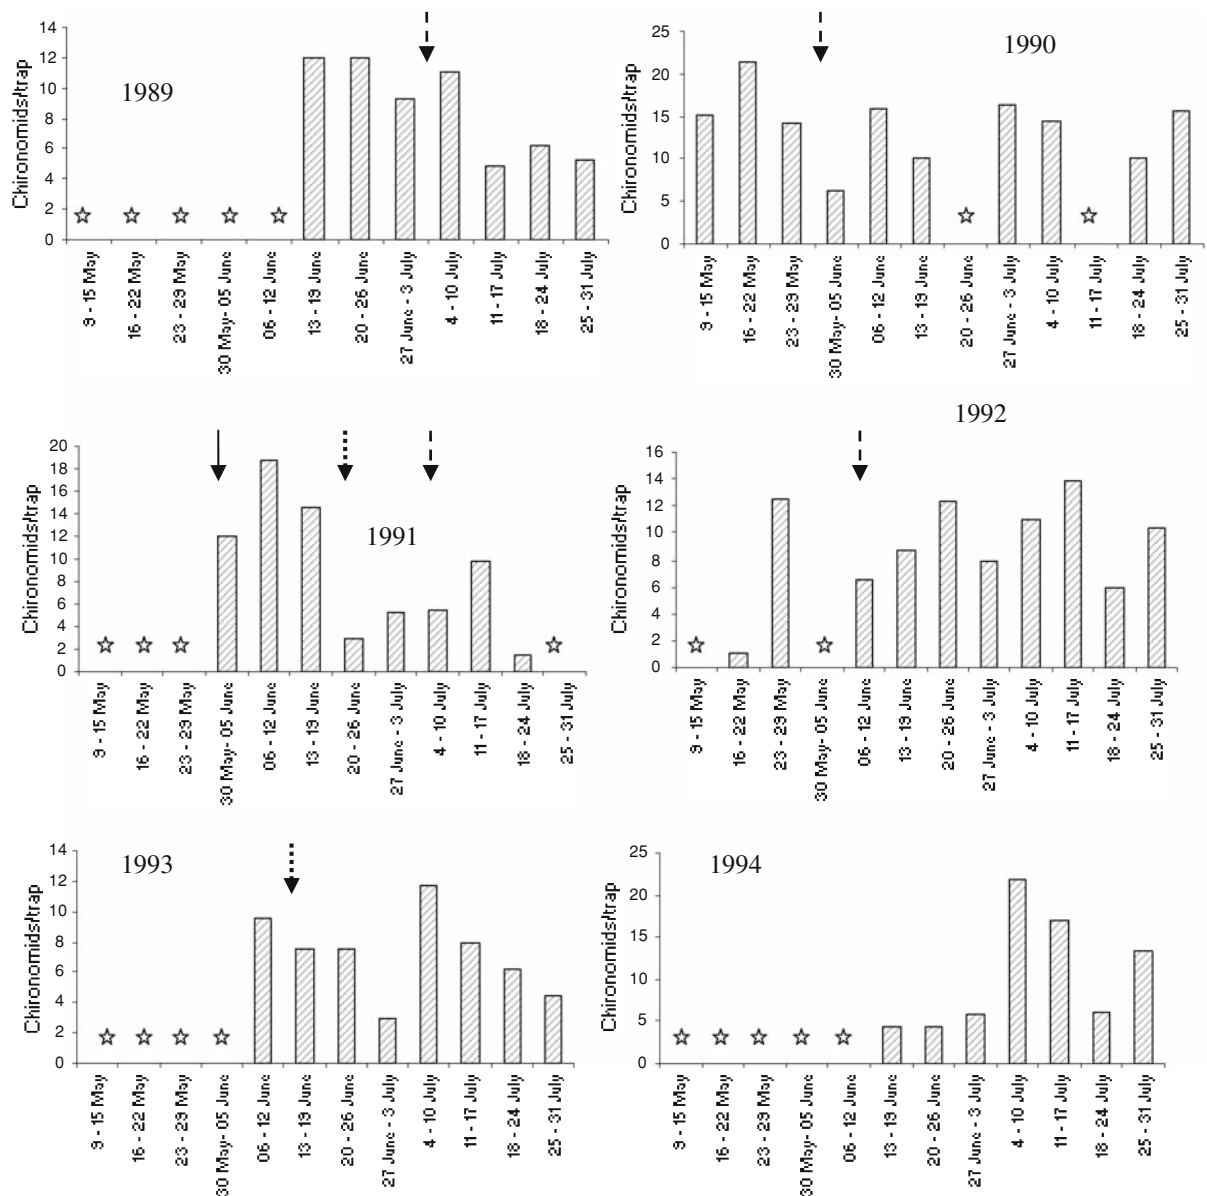 14
12
10
8
6
4
2
0
Chironomids/trap
1989
9 - 15 May
16 - 22 May
23 - 29 May
30 May- 05 June
06 - 12 June
13 - 19 June
20 - 26 June
27 June - 3 July
4 - 10 July
11 - 17 July
18 - 24 July
25 - 31 July
25
20
15
10
5
0
Chironomids/trap
1990
9 - 15 May
16 - 22 May
23 - 29 May
30 May- 05 June
06 - 12 June
13 - 19 June
20 - 26 June
27 June - 3 July
4 - 10 July
11 - 17 July
18 - 24 July
25 - 31 July
20
18
16
14
12
10
8
6
4
2
0
Chironomids/trap
1991
9 - 15 May
16 - 22 May
23 - 29 May
30 May- 05 June
06 - 12 June
13 - 19 June
20 - 26 June
27 June - 3 July
4 - 10 July
11 - 17 July
18 - 24 July
25 - 31 July
1992
16
14
12
10
8
6
4
2
0
Chironomids/trap
9 - 15 May
16 - 22 May
23 - 29 May
30 May- 05 June
06 - 12 June
13 - 19 June
20 - 26 June
27 June - 3 July
4 - 10 July
11 - 17 July
18 - 24 July
25 - 31 July
14
12
10
8
6
4
2
0
Chironomids/trap
1993
9 - 15 May
16 - 22 May
23 - 29 May
30 May- 05 June
06 - 12 June
13 - 19 June
20 - 26 June
27 June - 3 July
4 - 10 July
11 - 17 July
18 - 24 July
25 - 31 July
25
20
15
10
5
0
Chironomids/trap
1994
9 - 15 May
16 - 22 May
23 - 29 May
30 May- 05 June
06 - 12 June
13 - 19 June
20 - 26 June
27 June - 3 July
4 - 10 July
11 - 17 July
18 - 24 July
25 - 31 July